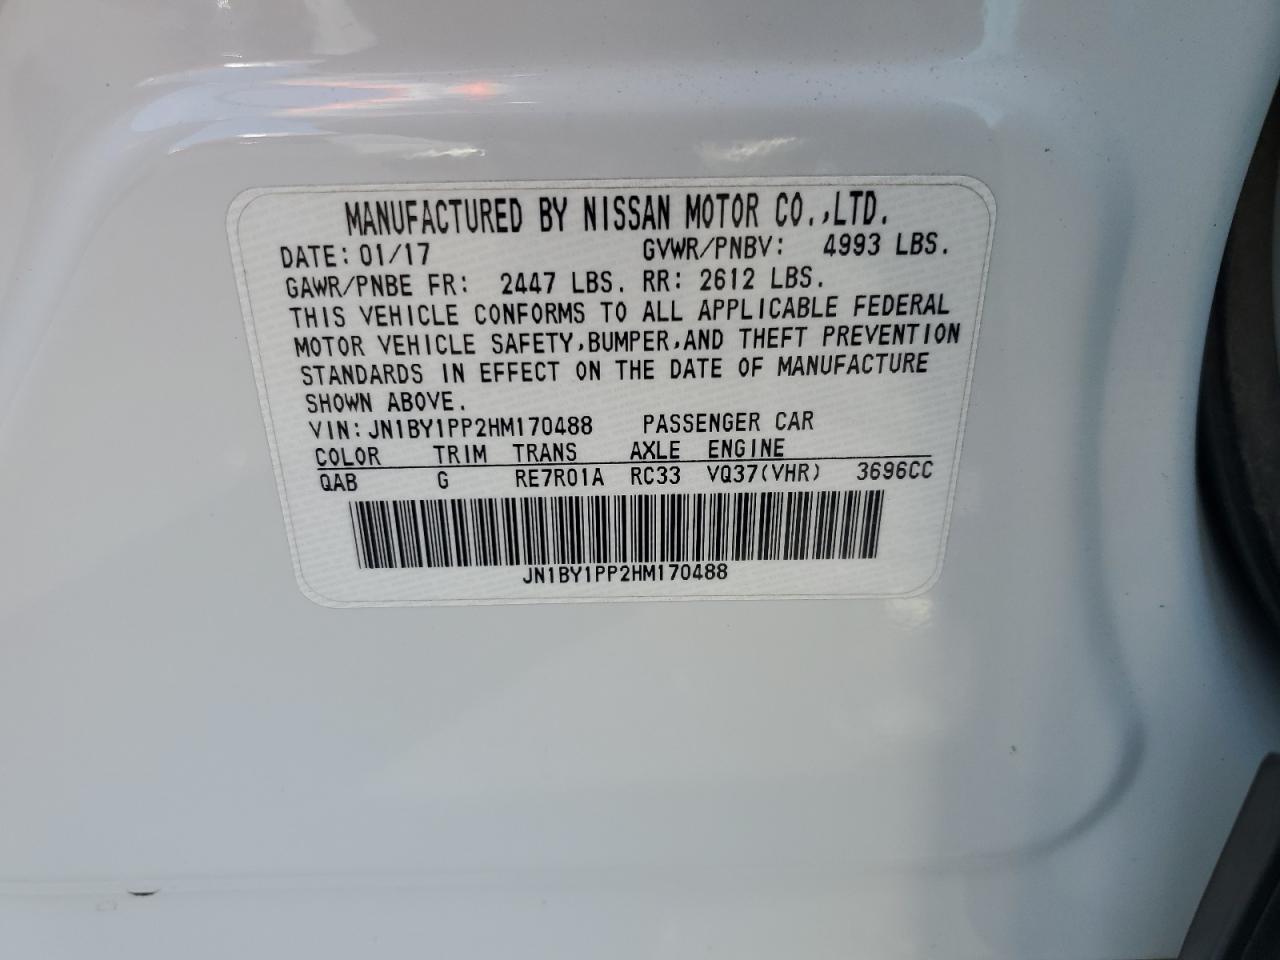 MANUFACTURED BY NISSAN MOTOR CO.,LTD.
DATE: 01/17 GVWR/PNBV: 4993 LBS.
GAWR/PNBE FR: 2447 LBS. RR: 2612 LBS.
THIS VEHICLE CONFORMS TO ALL APPLICABLE FEDERAL
MOTOR VEHICLE SAFETY,BUMPER,AND THEFT PREVENTION
STANDARDS IN EFFECT ON THE DATE OF MANUFACTURE
SHOWN ABOVE.
VIN: JN1BY1PP2HM170488 PASSENGER CAR
COLOR TRIM TRANS AXLE ENGINE
QAB G RE7R01A RC33 VQ37(VHR) 3696CC
JN1BY1PP2HM170488